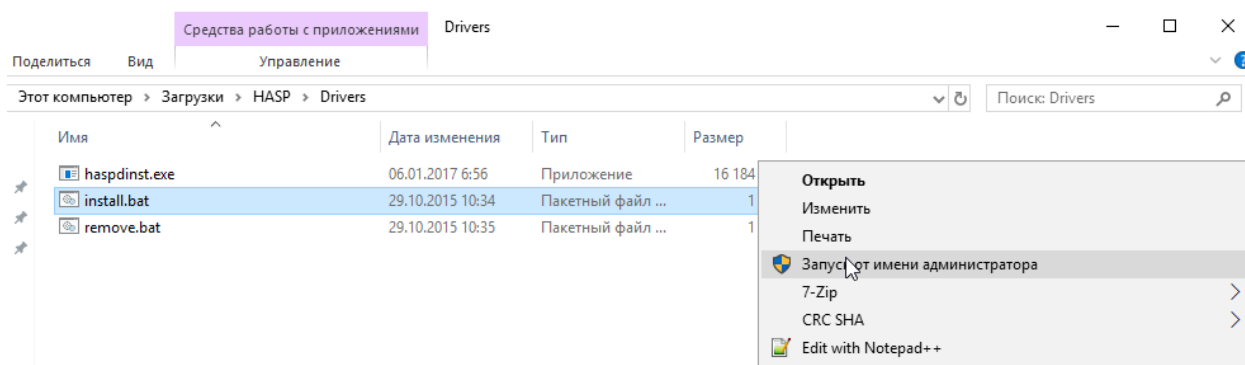 Средства работы с приложениями Drivers
Поделиться Вид Управление
Этот компьютер > Загрузки > HASP > Drivers Поиск: Drivers
Имя Дата изменения Тип Размер
haspdinst.exe 06.01.2017 6:56 Приложение 16 184
install.bat 29.10.2015 10:34 Пакетный файл ... 1
remove.bat 29.10.2015 10:35 Пакетный файл ... 1
Открыть
Изменить
Печать
Запуск от имени администратора
7-Zip
CRC SHA
Edit with Notepad++